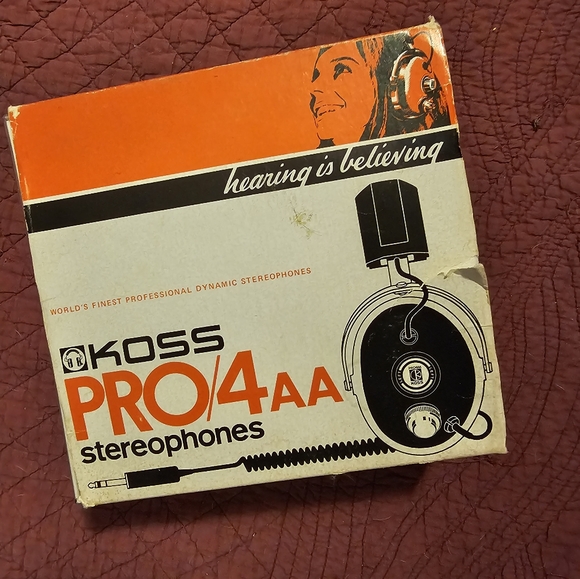 hearing is believing
WORLD'S FINEST PROFESSIONAL DYNAMIC STEREOPHONES
KOSS
PRO/4AA
stereophones